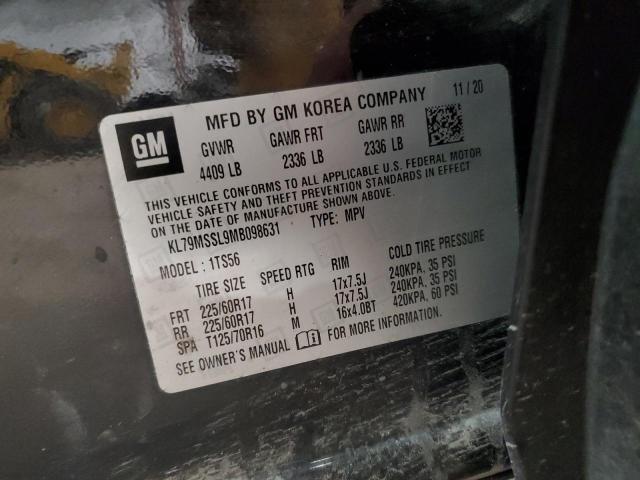 GM
MFD BY GM KOREA COMPANY 11/20
GVWR GAWR FRT GAWR RR
4409 LB 2336 LB 2336 LB
THIS VEHICLE CONFORMS TO ALL APPLICABLE U.S. FEDERAL MOTOR
VEHICLE SAFETY AND THEFT PREVENTION STANDARDS IN EFFECT
ON THE DATE OF MANUFACTURE SHOWN ABOVE.
KL79MSSL9MB098631 TYPE: MPV
MODEL: 1TS56
TIRE SIZE SPEED RTG RIM COLD TIRE PRESSURE
FRT 225/60R17 H 17x7.5J 240KPA, 35 PSI
RR 225/60R17 H 17x7.5J 240KPA, 35 PSI
SPA T125/70R16 M 16x4.0BT 420KPA, 60 PSI
SEE OWNER'S MANUAL FOR MORE INFORMATION.